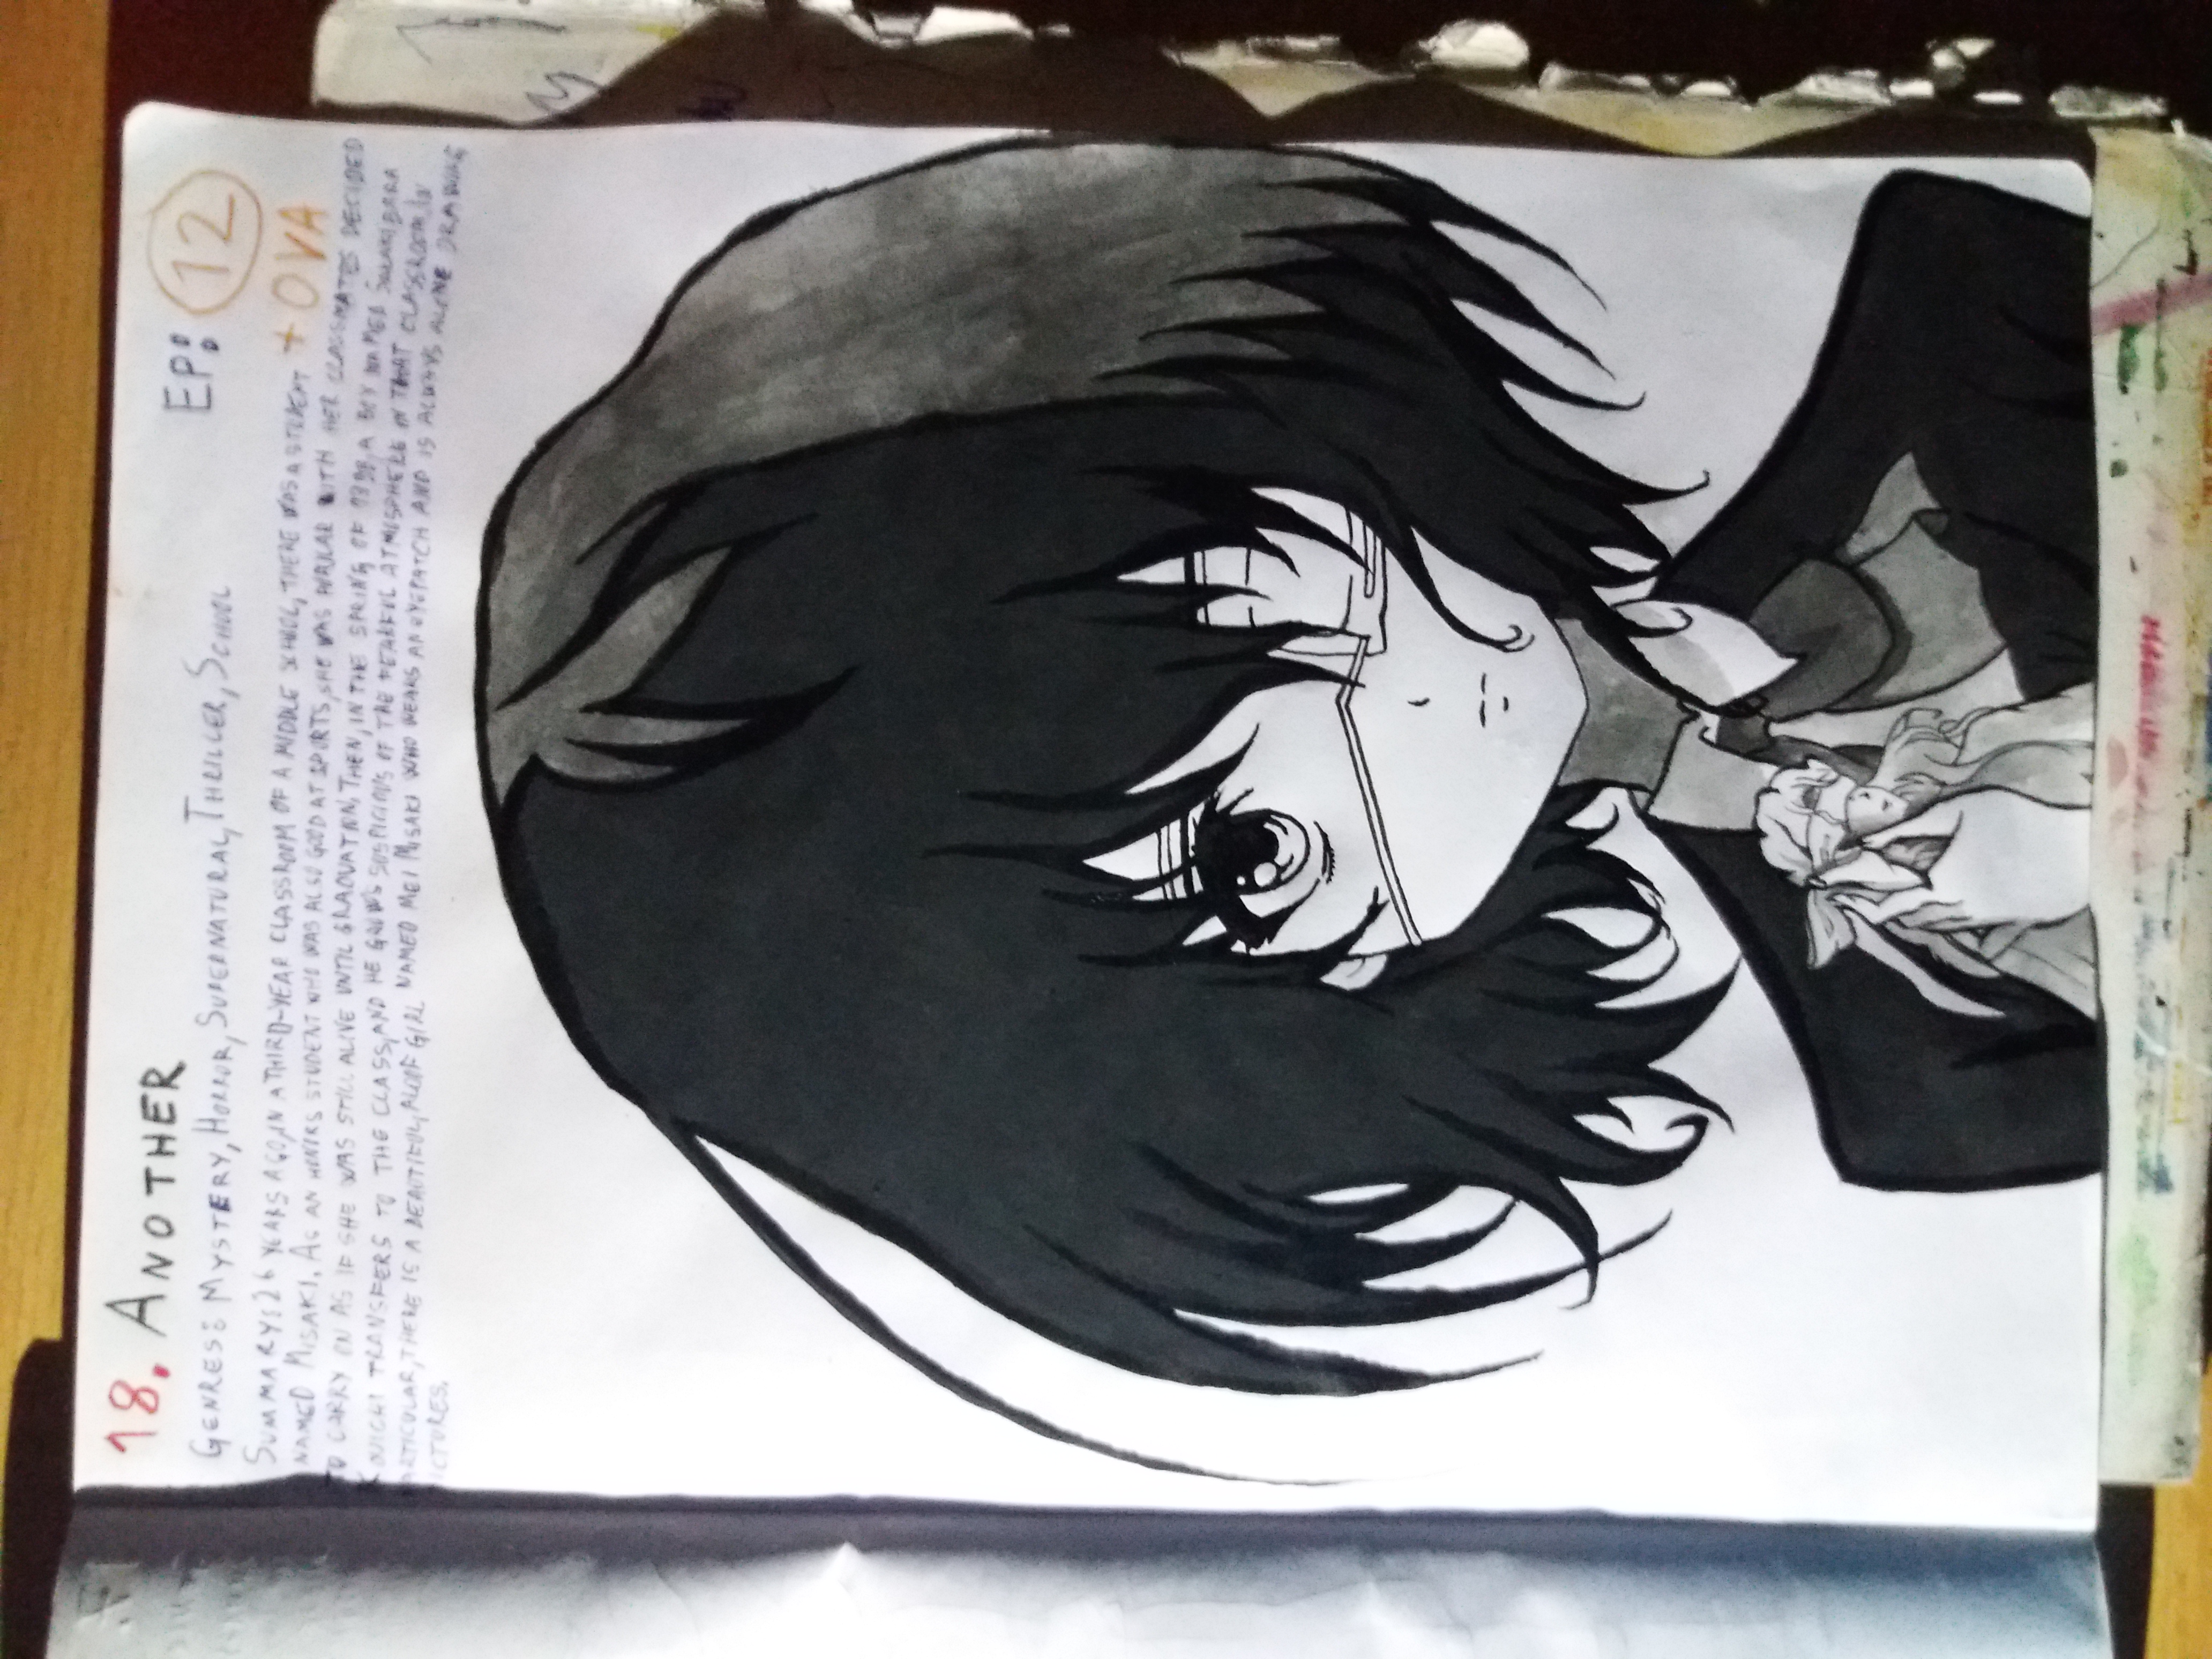 18. ANOTHER
EP: 12
GENRES: MYSTERY, HORROR, SUPERNATURAL, THRILLER, SCHOOL
+ OVA
SUMMARY: 26 YEARS AGO, IN A THIRD-YEAR CLASSROOM OF A MIDDLE SCHOOL, THERE WAS A STUDENT
NAMED MISAKI. AS AN HONORS STUDENT WHO WAS ALSO GOOD AT SPORTS, SHE WAS POPULAR WITH HER CLASSMATES DECIDED
TO CARRY ON AS IF SHE WAS STILL ALIVE UNTIL GRADUATION, THEN, IN THE SPRING OF 1998, A BOY NAMED SAKAKIBARA
KOUICHI TRANSFERS TO THE CLASS, AND HE GROWS SUSPICIOUS OF THE FEARFUL ATMOSPHERE IN THAT CLASSROOM. IN
PARTICULAR, THERE IS A BEAUTIFUL, ALOOF GIRL NAMED MEI MISAKI WHO WEARS AN EYEPATCH AND IS ALWAYS ALONE DRAWING
PICTURES.